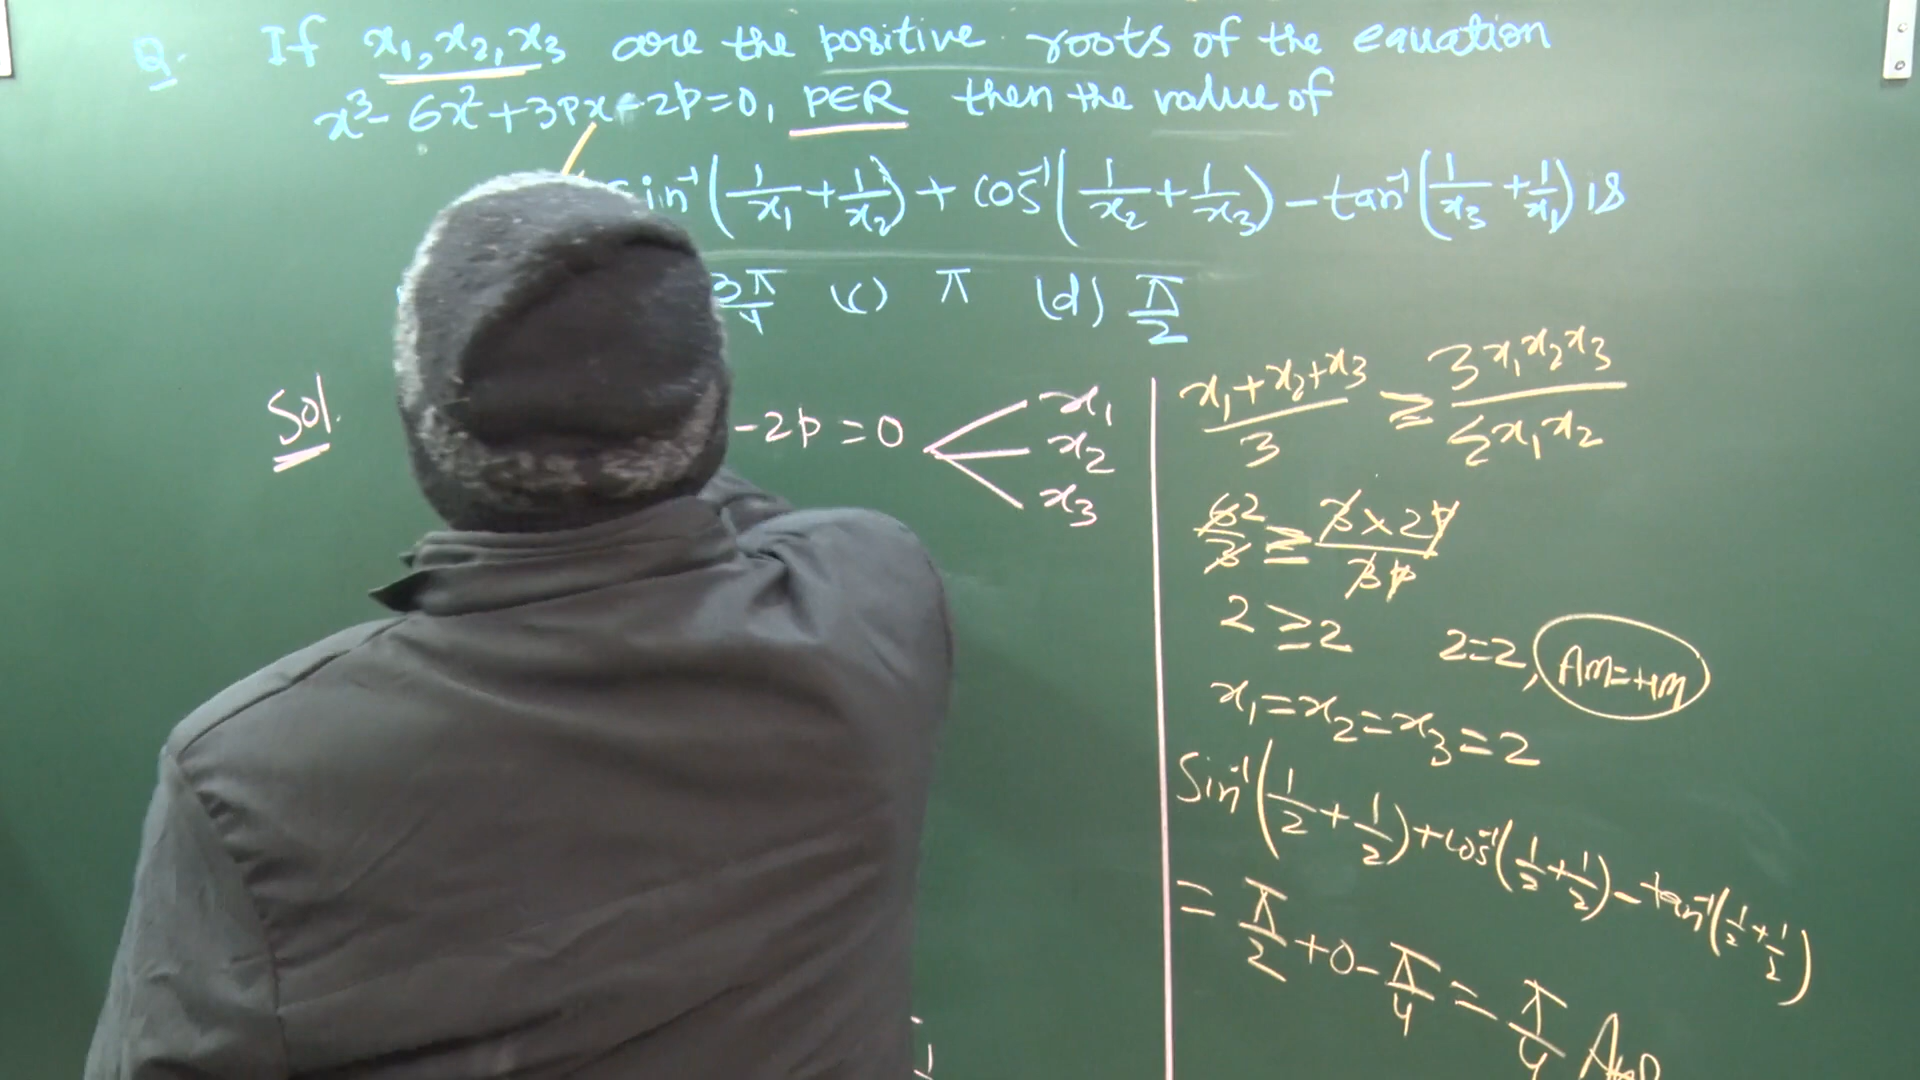 Q. If x₁, x₂, x₃ are the positive roots of the equation
x³ - 6x² + 3px - 2p = 0, p∈R then the value of
sin⁻¹(1/x₁ + 1/x₂) + cos⁻¹(1/x₂ + 1/x₃) - tan⁻¹(1/x₃ + 1/x₁) is
3π/4 (c) π (d) π/2
Sol.
-2p = 0
x₁
x₂
x₃
(x₁ + x₂ + x₃)/3 ≥ 3x₁x₂x₃/Σx₁x₂
6/3 2 ≥ (3 × 2p)/3p
2 ≥ 2 2 = 2, AM = HM
x₁ = x₂ = x₃ = 2
Sin⁻¹(1/2 + 1/2) + cos⁻¹(1/2 + 1/2) - tan⁻¹(1/2 + 1/2)
= π/2 + 0 - π/4 = π/4 Ans